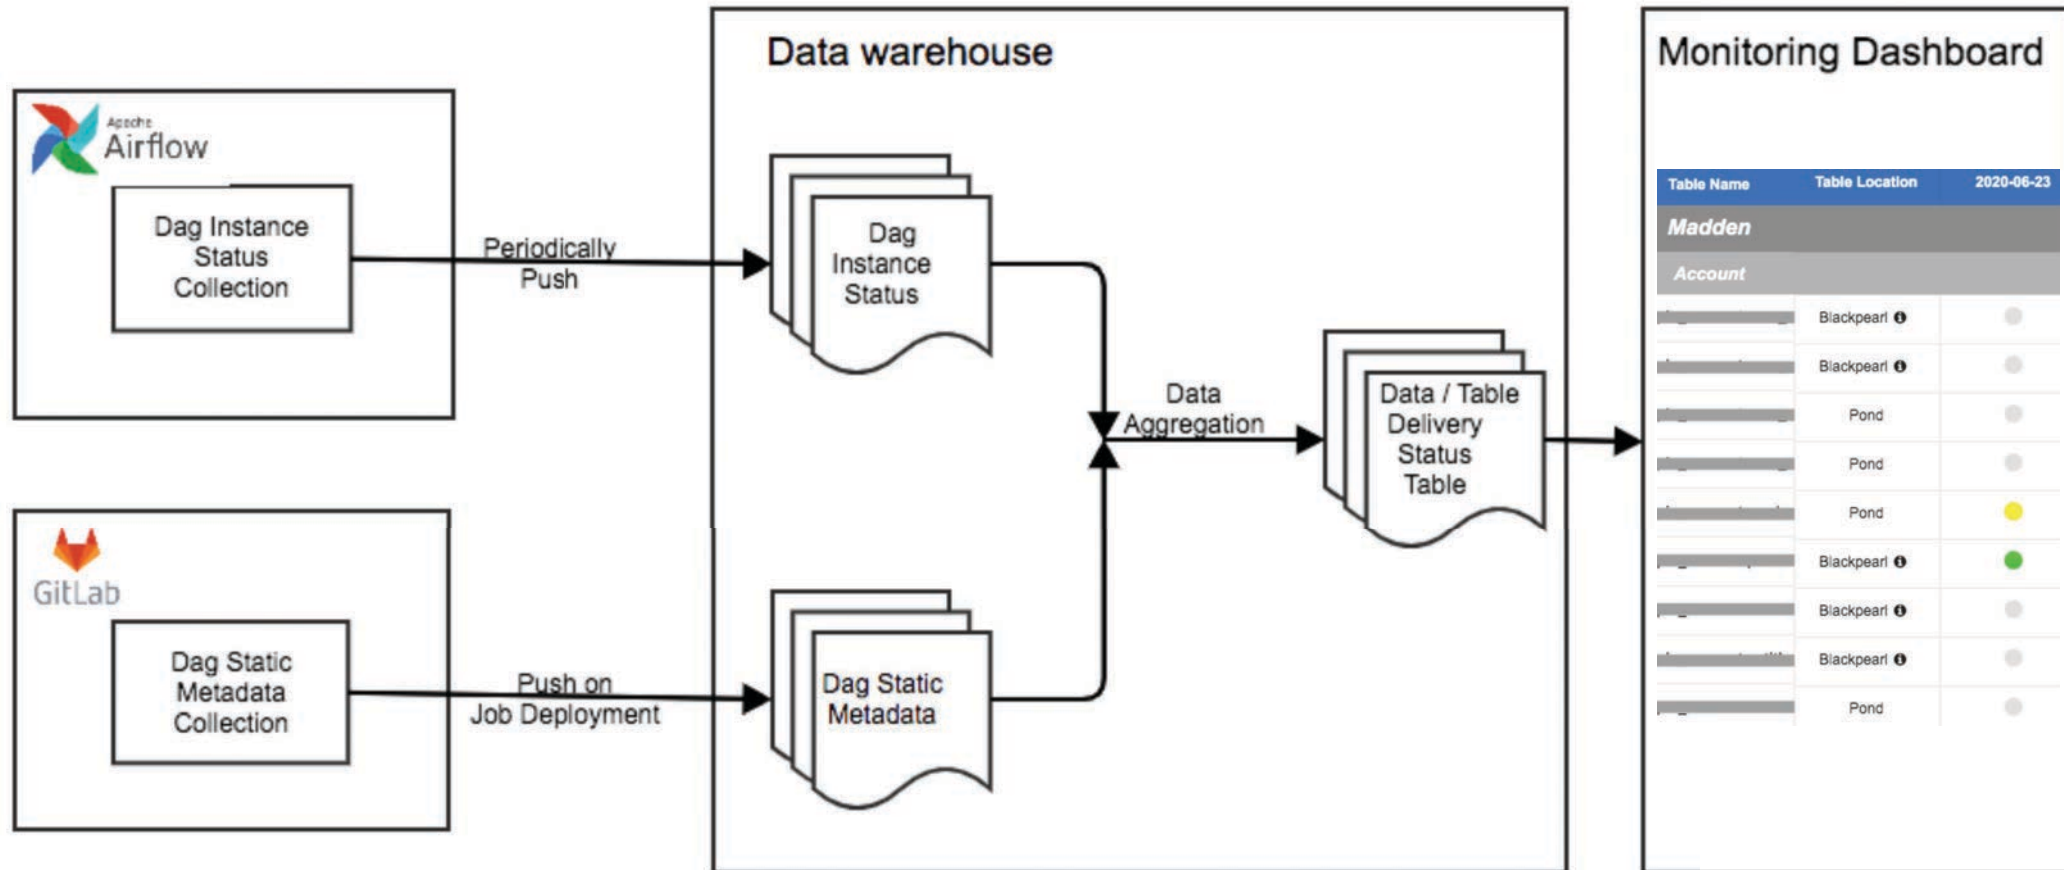 Data warehouse
Monitoring Dashboard
Apache
Airflow
Dag Instance
Status
Collection
Periodically
Push
Dag
Instance
Status
Data
Aggregation
Data / Table
Delivery
Status
Table
GitLab
Dag Static
Metadata
Collection
Push on
Job Deployment
Dag Static
Metadata
Table Name Table Location 2020-06-23
Madden
Account
Blackpearl
Blackpearl
Pond
Pond
Pond
Blackpearl
Blackpearl
Blackpearl
Pond